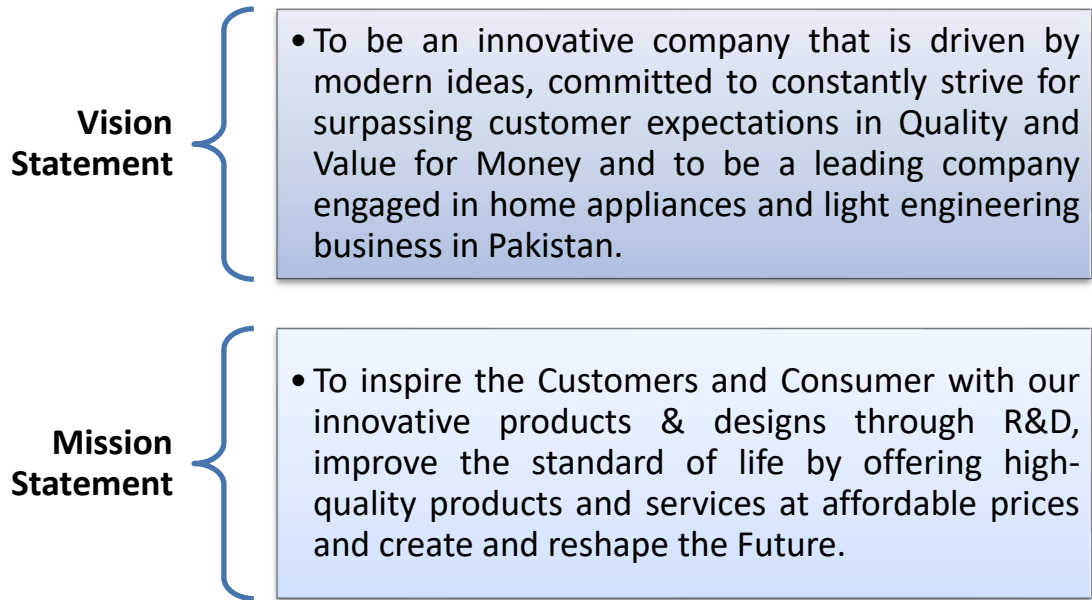 Vision
Statement
• To be an innovative company that is driven by
modern ideas, committed to constantly strive for
surpassing customer expectations in Quality and
Value for Money and to be a leading company
engaged in home appliances and light engineering
business in Pakistan.
Mission
Statement
• To inspire the Customers and Consumer with our
innovative products & designs through R&D,
improve the standard of life by offering high-
quality products and services at affordable prices
and create and reshape the Future.